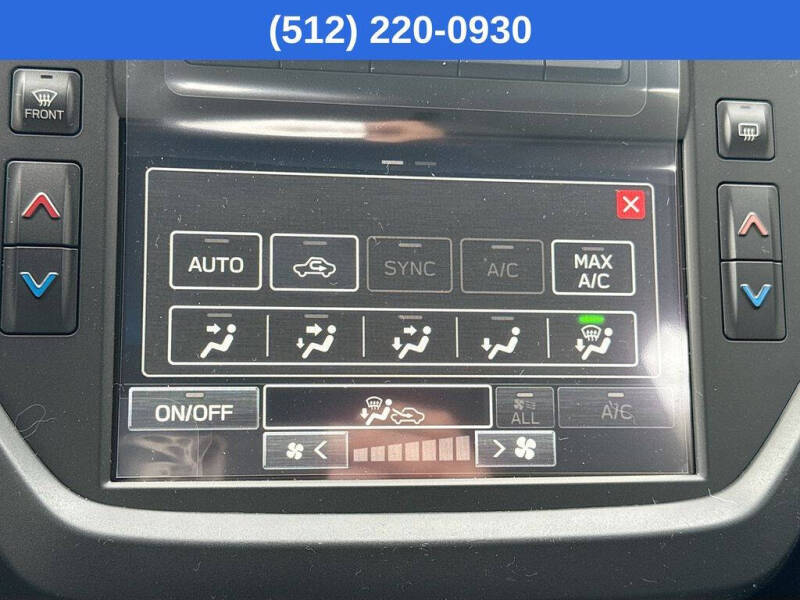 (512) 220-0930
FRONT
AUTO SYNC A/C MAX
A/C
ON/OFF ALL A/C